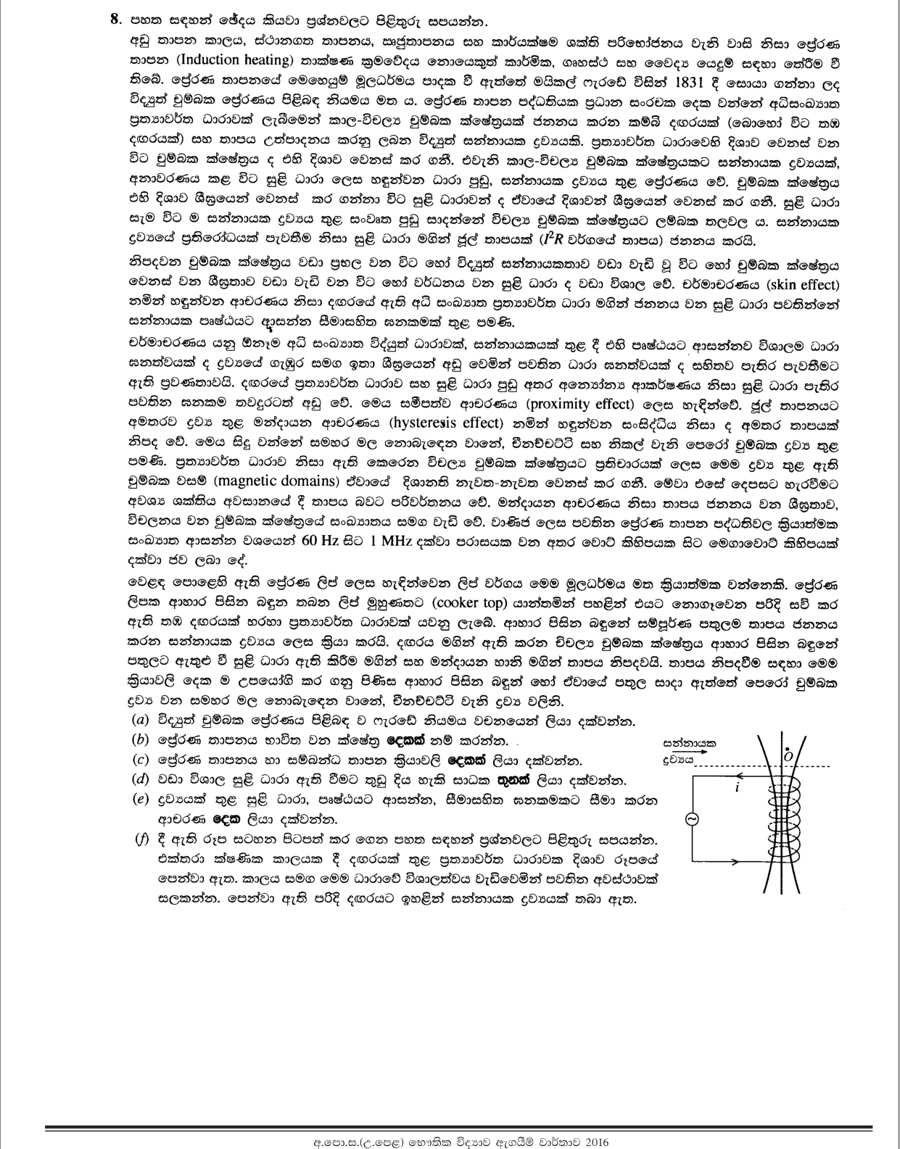 8. පහත සඳහන් ඡේදය කියවා ප්‍රශ්නවලට පිළිතුරු සපයන්න.
අඩු තාපන කාලය, ස්ථානගත තාපනය, ඍජුතාපනය සහ කාර්යක්ෂම ශක්ති පරිභෝජනය වැනි වාසි නිසා ප්‍රේරණ
තාපන (Induction heating) තාක්ෂණ ක්‍රමවේදය නොයෙකුත් කාර්මික, ගෘහස්ථ සහ වෛද්‍ය යෙදුම් සඳහා තේරීම වී
තිබේ. ප්‍රේරණ තාපනයේ මෙහෙයුම් මූලධර්මය පාදක වී ඇත්තේ මයිකල් ෆැරඩේ විසින් 1831 දී සොයා ගන්නා ලද
විද්‍යුත් චුම්බක ප්‍රේරණය පිළිබඳ නියමය මත ය. ප්‍රේරණ තාපන පද්ධතියක ප්‍රධාන සංරචක දෙක වන්නේ අධිසංඛ්‍යාත
ප්‍රත්‍යාවර්ත ධාරාවක් ලැබීමෙන් කාල-විචල්‍ය චුම්බක ක්ෂේත්‍රයක් ජනනය කරන කම්බි දඟරයක් (බොහෝ විට තඹ
දඟරයක්) සහ තාපය උත්පාදනය කරනු ලබන විද්‍යුත් සන්නායක ද්‍රව්‍යයකි. ප්‍රත්‍යාවර්ත ධාරාවෙහි දිශාව වෙනස් වන
විට චුම්බක ක්ෂේත්‍රය ද එහි දිශාව වෙනස් කර ගනී. එවැනි කාල-විචල්‍ය චුම්බක ක්ෂේත්‍රයකට සන්නායක ද්‍රව්‍යයක්,
අනාවරණය කළ විට සුළි ධාරා ලෙස හඳුන්වන ධාරා පුඩු, සන්නායක ද්‍රව්‍යය තුළ ප්‍රේරණය වේ. චුම්බක ක්ෂේත්‍රය
එහි දිශාව ශීඝ්‍රයෙන් වෙනස් කර ගන්නා විට සුළි ධාරාවන් ද ඒවායේ දිශාවන් ශීඝ්‍රයෙන් වෙනස් කර ගනී. සුළි ධාරා
සෑම විට ම සන්නායක ද්‍රව්‍යය තුළ සංවෘත පුඩු සාදන්නේ විචල්‍ය චුම්බක ක්ෂේත්‍රයට ලම්බක තලවල ය. සන්නායක
ද්‍රව්‍යයේ ප්‍රතිරෝධයක් පැවතීම නිසා සුළි ධාරා මගින් ජූල් තාපයක් (I²R වර්ගයේ තාපය) ජනනය කරයි.
නිපදවන චුම්බක ක්ෂේත්‍රය වඩා ප්‍රභල වන විට හෝ විද්‍යුත් සන්නායකතාව වඩා වැඩි වූ විට හෝ චුම්බක ක්ෂේත්‍රය
වෙනස් වන ශීඝ්‍රතාව වඩා වැඩි වන විට හෝ වර්ධනය වන සුළි ධාරා ද වඩා විශාල වේ. චර්මාචරණය (skin effect)
නමින් හඳුන්වන ආචරණය නිසා දඟරයේ ඇති අධි සංඛ්‍යාත ප්‍රත්‍යාවර්ත ධාරා මගින් ජනනය වන සුළි ධාරා පවතින්නේ
සන්නායක පෘෂ්ඨයට ආසන්න සීමාසහිත ඝනකමක් තුළ පමණි.
චර්මාචරණය යනු ඕනෑම අධි සංඛ්‍යාත විද්යුත් ධාරාවක්, සන්නායකයක් තුළ දී එහි පෘෂ්ඨයට ආසන්නව විශාලම ධාරා
ඝනත්වයක් ද ද්‍රව්‍යයේ ගැඹුර සමග ඉතා ශීඝ්‍රයෙන් අඩු වෙමින් පවතින ධාරා ඝනත්වයක් ද සහිතව පැතිර පැවතීමට
ඇති ප්‍රවණතාවයි. දඟරයේ ප්‍රත්‍යාවර්ත ධාරාව සහ සුළි ධාරා පුඩු අතර අන්‍යෝන්‍ය ආකර්ෂණය නිසා සුළි ධාරා පැතිර
පවතින ඝනකම තවදුරටත් අඩු වේ. මෙය සමීපත්ව ආචරණය (proximity effect) ලෙස හැඳින්වේ. ජූල් තාපනයට
අමතරව ද්‍රව්‍ය තුළ මන්දායන ආචරණය (hysteresis effect) නමින් හඳුන්වන සංසිද්ධිය නිසා ද අමතර තාපයක්
නිපද වේ. මෙය සිදු වන්නේ සමහර මල නොබැඳෙන වානේ, චීනච්චට්ටි සහ නිකල් වැනි පෙරෝ චුම්බක ද්‍රව්‍ය තුළ
පමණි. ප්‍රත්‍යාවර්ත ධාරාව නිසා ඇති කෙරෙන විචල්‍ය චුම්බක ක්ෂේත්‍රයට ප්‍රතිචාරයක් ලෙස මෙම ද්‍රව්‍ය තුළ ඇති
චුම්බක වසම් (magnetic domains) ඒවායේ දිශානති නැවත-නැවත වෙනස් කර ගනී. මේවා එසේ දෙපසට හැරවීමට
අවශ්‍ය ශක්තිය අවසානයේ දී තාපය බවට පරිවර්තනය වේ. මන්දායන ආචරණය නිසා තාපය ජනනය වන ශීඝ්‍රතාව,
විචලනය වන චුම්බක ක්ෂේත්‍රයේ සංඛ්‍යාතය සමග වැඩි වේ. වාණිජ ලෙස පවතින ප්‍රේරණ තාපන පද්ධතිවල ක්‍රියාත්මක
සංඛ්‍යාත ආසන්න වශයෙන් 60 Hz සිට 1 MHz දක්වා පරාසයක වන අතර වොට් කිහිපයක සිට මෙගාවොට් කිහිපයක්
දක්වා ජව ලබා දේ.
වෙළඳ පොළෙහි ඇති ප්‍රේරණ ලිප් ලෙස හැඳින්වෙන ලිප් වර්ගය මෙම මූලධර්මය මත ක්‍රියාත්මක වන්නෙකි. ප්‍රේරණ
ලිපක ආහාර පිසින බඳුන තබන ලිප් මුහුණතට (cooker top) යාන්තමින් පහළින් එයට නොගෑවෙන පරිදි සවි කර
ඇති තඹ දඟරයක් හරහා ප්‍රත්‍යාවර්ත ධාරාවක් යවනු ලැබේ. ආහාර පිසින බඳුනේ සම්පූර්ණ පතුලම තාපය ජනනය
කරන සන්නායක ද්‍රව්‍යය ලෙස ක්‍රියා කරයි. දඟරය මගින් ඇති කරන විචල්‍ය චුම්බක ක්ෂේත්‍රය ආහාර පිසින බඳුනේ
පතුලට ඇතුළු වී සුළි ධාරා ඇති කිරීම මගින් සහ මන්දායන හානි මගින් තාපය නිපදවයි. තාපය නිපදවීම සඳහා මෙම
ක්‍රියාවලි දෙක ම උපයෝගී කර ගනු පිණිස ආහාර පිසින බඳුන් හෝ ඒවායේ පතුල සාදා ඇත්තේ පෙරෝ චුම්බක
ද්‍රව්‍ය වන සමහර මල නොබැඳෙන වානේ, චීනච්චට්ටි වැනි ද්‍රව්‍ය වලිනි.
(a) විද්‍යුත් චුම්බක ප්‍රේරණය පිළිබඳ ව ෆැරඩේ නියමය වචනයෙන් ලියා දක්වන්න.
(b) ප්‍රේරණ තාපනය භාවිත වන ක්ෂේත්‍ර දෙකක් නම් කරන්න.
(c) ප්‍රේරණ තාපනය හා සම්බන්ධ තාපන ක්‍රියාවලි දෙකක් ලියා දක්වන්න.
(d) වඩා විශාල සුළි ධාරා ඇති වීමට තුඩු දිය හැකි සාධක තුනක් ලියා දක්වන්න.
(e) ද්‍රව්‍යයක් තුළ සුළි ධාරා, පෘෂ්ඨයට ආසන්න, සීමාසහිත ඝනකමකට සීමා කරන
ආචරණ දෙක ලියා දක්වන්න.
(f) දී ඇති රූප සටහන පිටපත් කර ගෙන පහත සඳහන් ප්‍රශ්නවලට පිළිතුරු සපයන්න.
එක්තරා ක්ෂණික කාලයක දී දඟරයක් තුළ ප්‍රත්‍යාවර්ත ධාරාවක දිශාව රූපයේ
පෙන්වා ඇත. කාලය සමග මෙම ධාරාවේ විශාලත්වය වැඩිවෙමින් පවතින අවස්ථාවක්
සලකන්න. පෙන්වා ඇති පරිදි දඟරයට ඉහළින් සන්නායක ද්‍රව්‍යයක් තබා ඇත.
සන්නායක
ද්‍රව්‍යය
O
i
අ.පො.ස.(උ.පෙළ) භෞතික විද්‍යාව ඇගයීම් වාර්තාව 2016